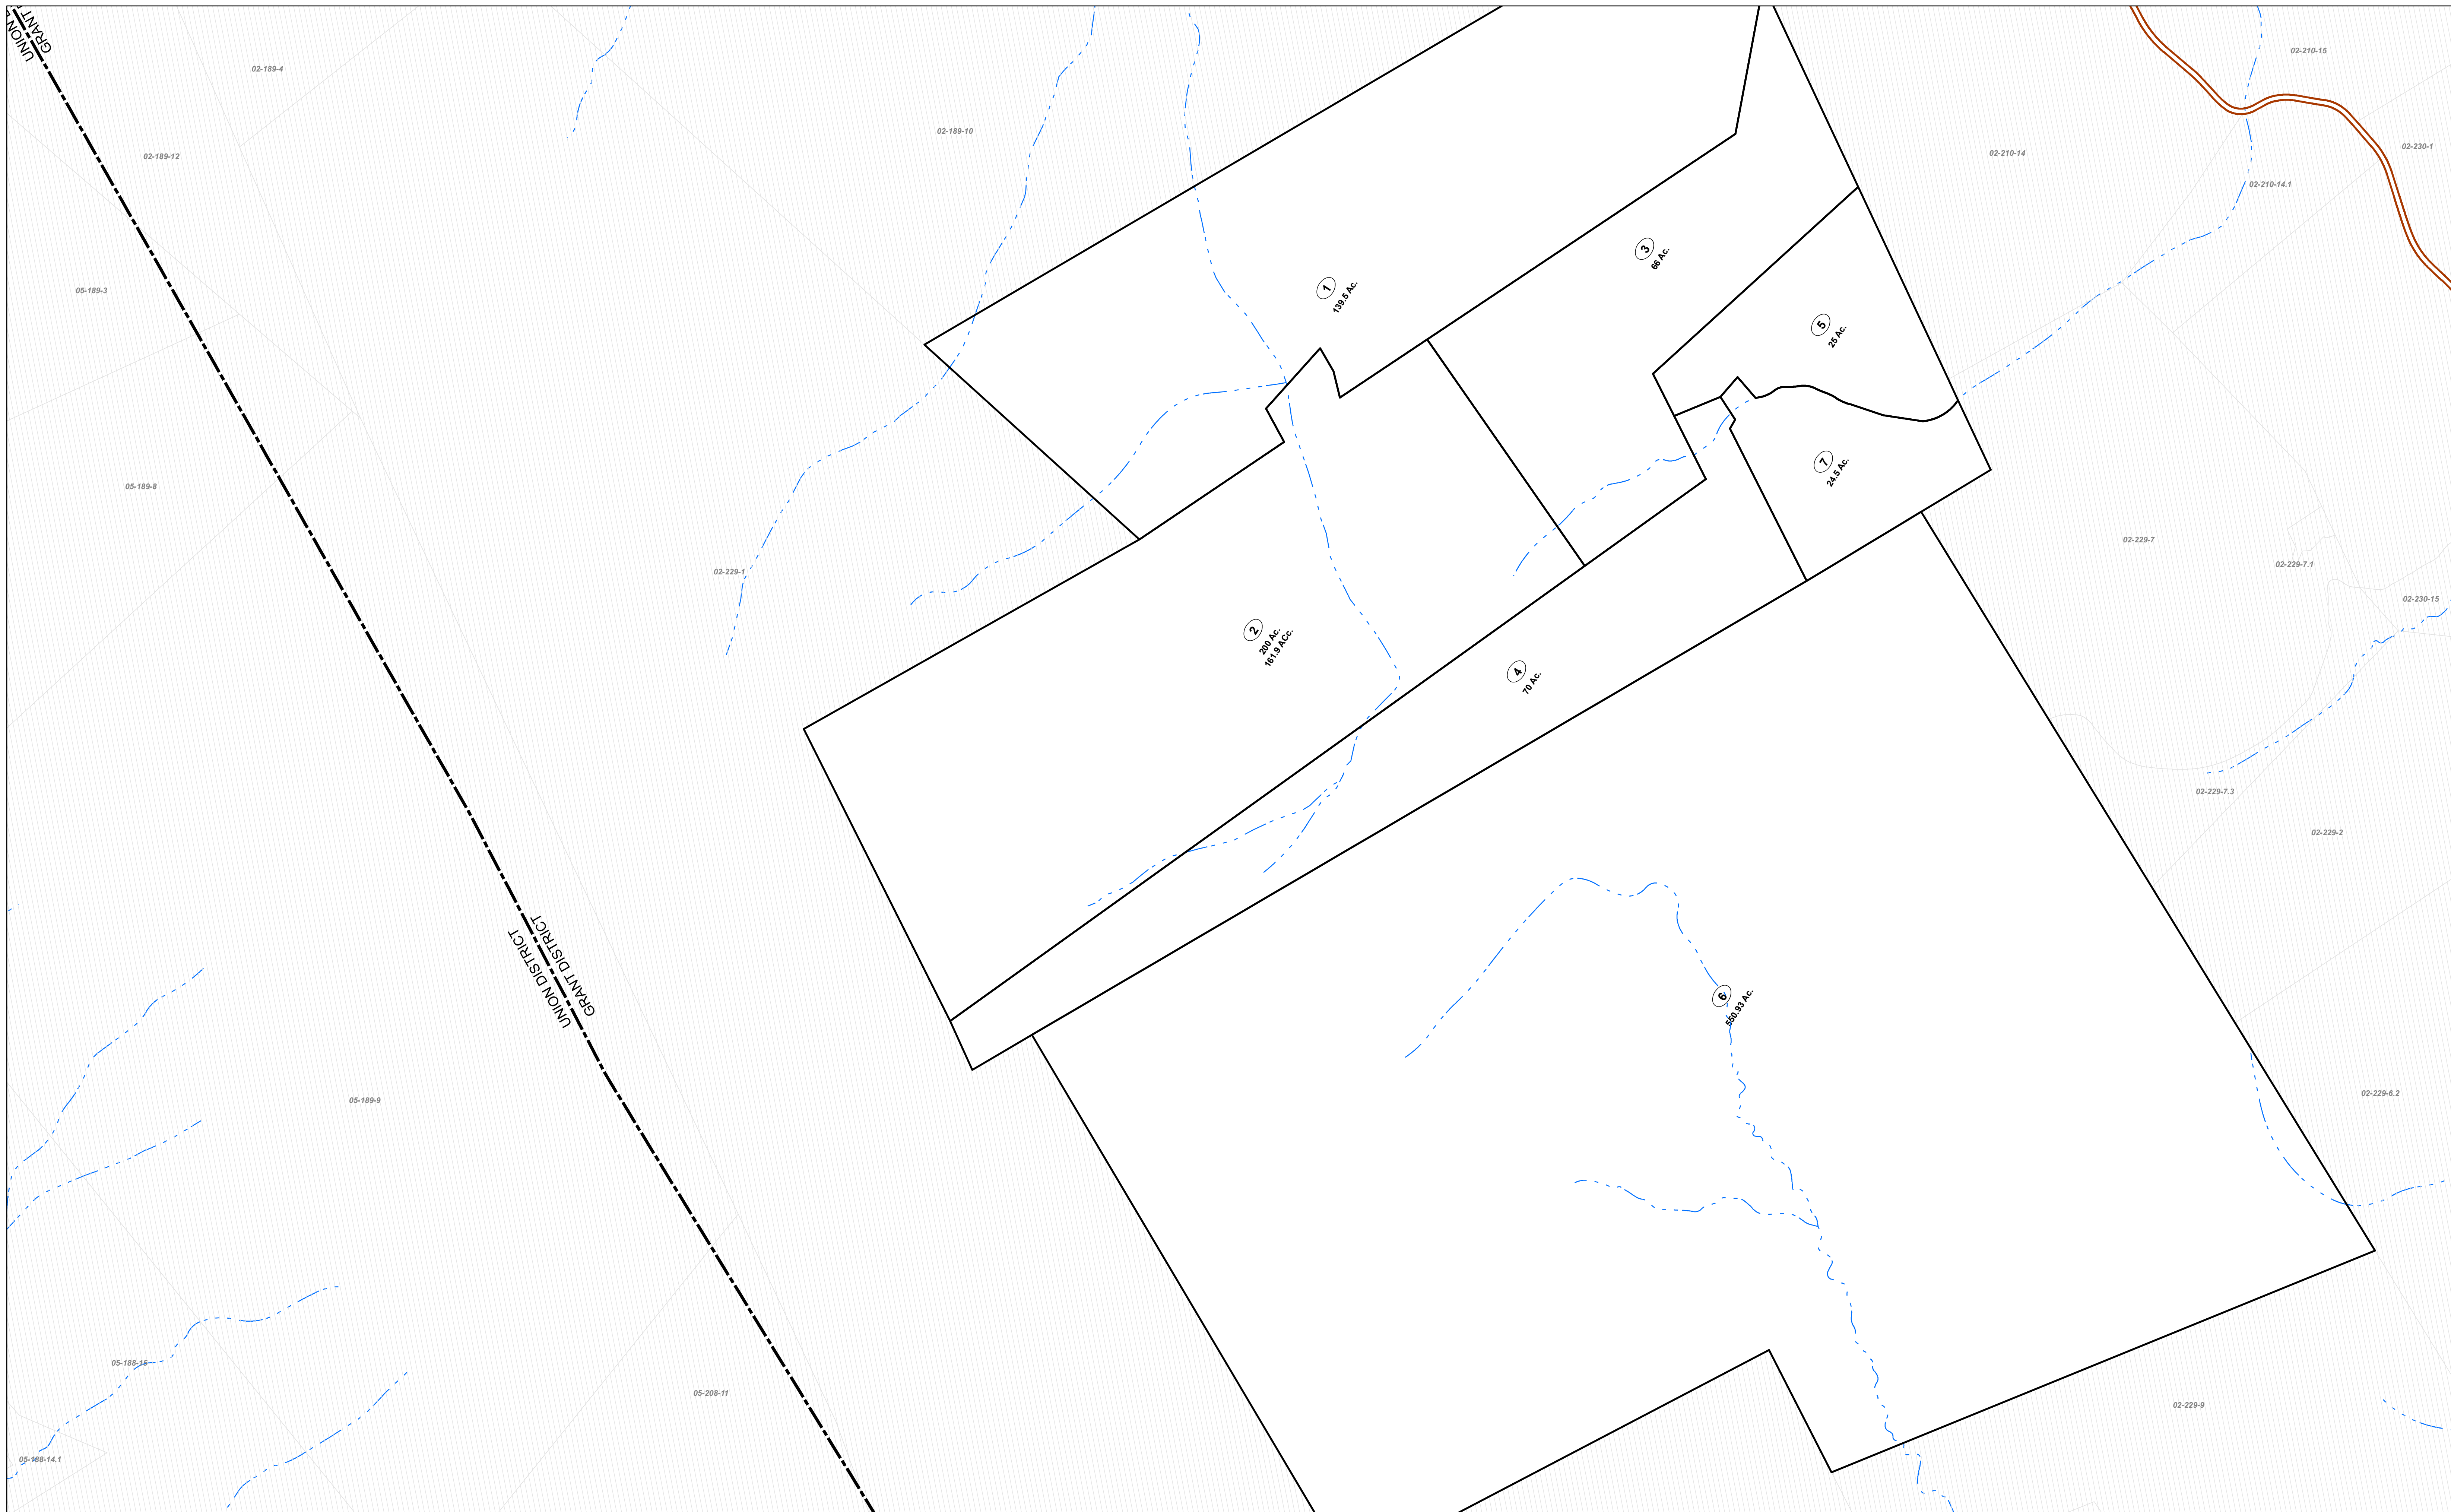 GRANT
UNION
02-189-4
02-189-12
02-189-10
02-210-15
02-210-14
02-230-1
02-210-14.1
05-189-3
1
139.5 Ac.
3
66 Ac.
5
25 Ac.
7
24.5 Ac.
05-189-8
02-229-1
02-229-7
02-229-7.1
02-230-15
2
200 Ac.
161.9 ACc.
4
70 Ac.
02-229-7.3
02-229-2
GRANT DISTRICT
UNION DISTRICT
6
550.93 Ac.
05-189-9
02-229-6.2
05-188-15
05-208-11
02-229-9
05-188-14.1